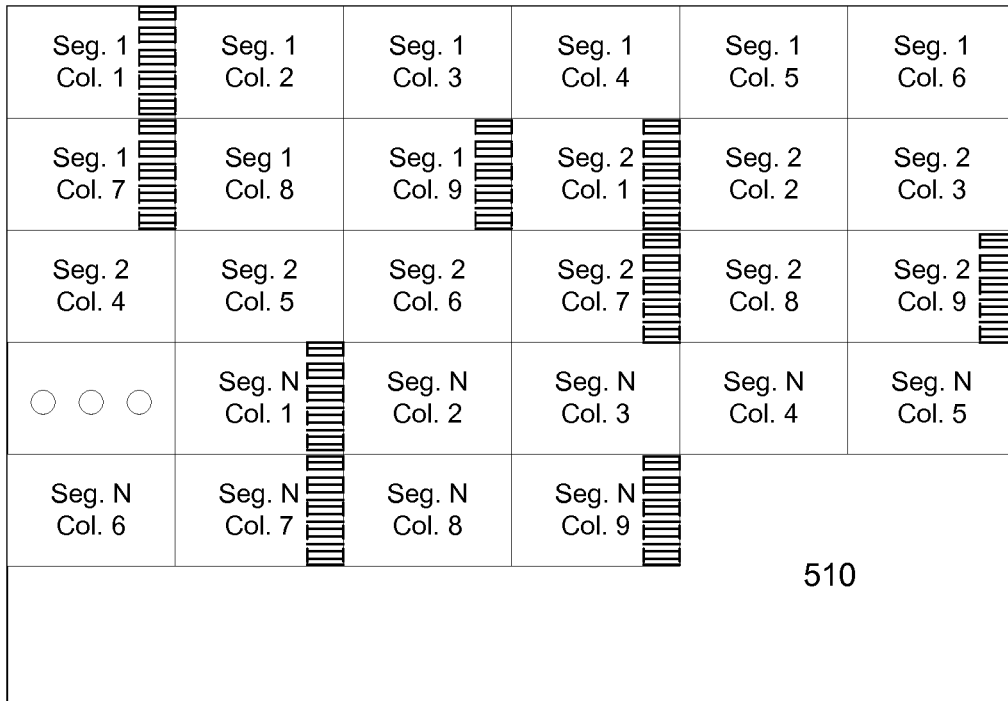 Seg. 1 Seg. 1 Seg. 1 Seg. 1 Seg. 1 Seg. 1
Col. 1 Col. 2 Col. 3 Col. 4 Col. 5 Col. 6
Seg. 1 Seg 1 Seg. 1 Seg. 2 Seg. 2 Seg. 2
Col. 7 Col. 8 Col. 9 Col. 1 Col. 2 Col. 3
Seg. 2 Seg. 2 Seg. 2 Seg. 2 Seg. 2 Seg. 2
Col. 4 Col. 5 Col. 6 Col. 7 Col. 8 Col. 9
Seg. N Seg. N Seg. N Seg. N Seg. N
Col. 1 Col. 2 Col. 3 Col. 4 Col. 5
Seg. N Seg. N Seg. N Seg. N
Col. 6 Col. 7 Col. 8 Col. 9
510